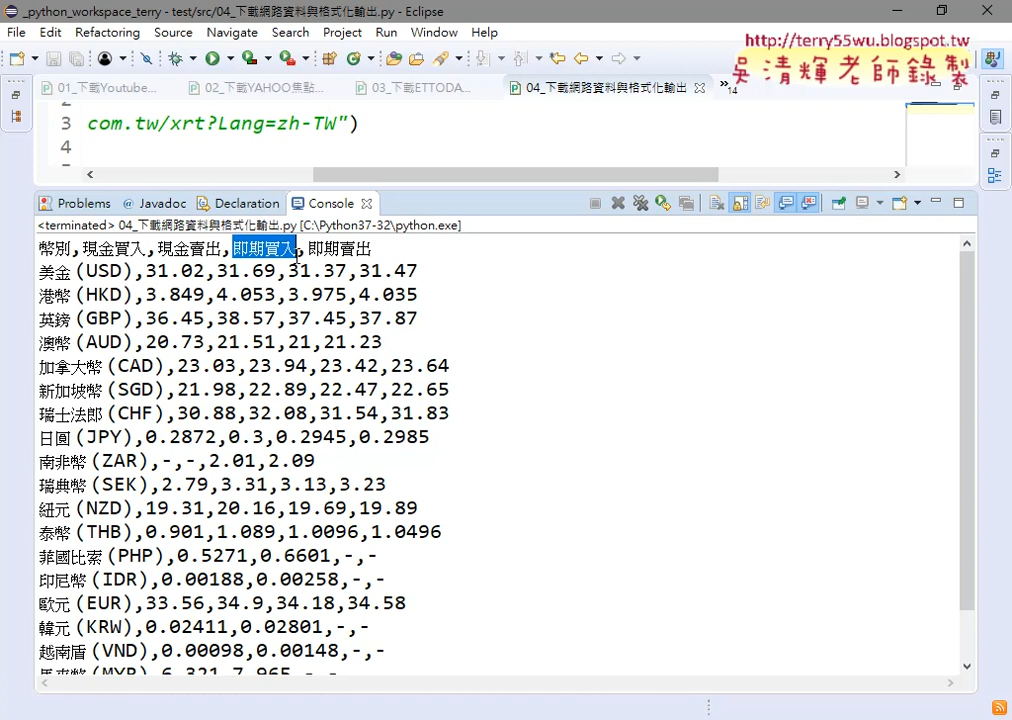 _python_workspace_terry - test/src/04_下載網路資料與格式化輸出.py - Eclipse
File Edit Refactoring Source Navigate Search Project Run Window Help
http://terry55wu.blogspot.tw
吳清輝老師錄製
01_下載Youtube...
02_下載YAHOO焦點...
03_下載ETTODA...
04_下載網路資料與格式化輸出
14
3 com.tw/xrt?Lang=zh-TW")
4
Problems @ Javadoc Declaration Console
<terminated> 04_下載網路資料與格式化輸出.py [C:\Python37-32\python.exe]
幣別,現金買入,現金賣出,即期買入,即期賣出
美金(USD),31.02,31.69,31.37,31.47
港幣(HKD),3.849,4.053,3.975,4.035
英鎊(GBP),36.45,38.57,37.45,37.87
澳幣(AUD),20.73,21.51,21,21.23
加拿大幣(CAD),23.03,23.94,23.42,23.64
新加坡幣(SGD),21.98,22.89,22.47,22.65
瑞士法郎(CHF),30.88,32.08,31.54,31.83
日圓(JPY),0.2872,0.3,0.2945,0.2985
南非幣(ZAR),-,-,2.01,2.09
瑞典幣(SEK),2.79,3.31,3.13,3.23
紐元(NZD),19.31,20.16,19.69,19.89
泰幣(THB),0.901,1.089,1.0096,1.0496
菲國比索(PHP),0.5271,0.6601,-,-
印尼幣(IDR),0.00188,0.00258,-,-
歐元(EUR),33.56,34.9,34.18,34.58
韓元(KRW),0.02411,0.02801,-,-
越南盾(VND),0.00098,0.00148,-,-
馬來幣(MYR),6.321,7.965,-,-